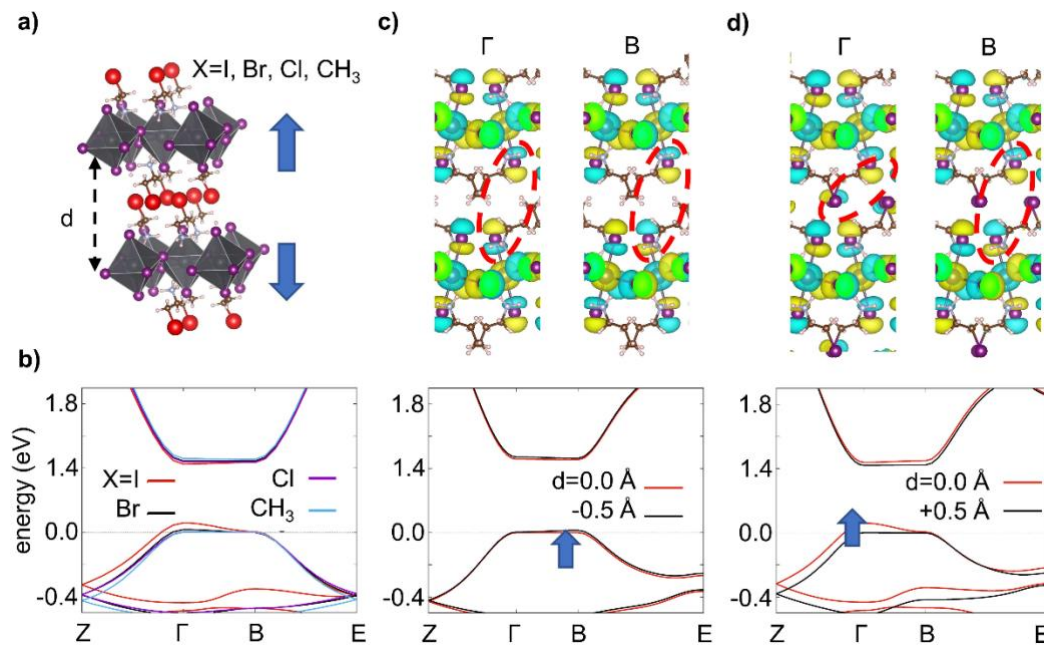 a)
X=I, Br, Cl, CH₃
d
c)
Γ B
d)
Γ B
b)
energy (eV)
1.8
1.4
0.0
-0.4
X=I
Cl
Br
CH₃
Z Γ B E
1.8
1.4
0.0
-0.4
d=0.0 Å
-0.5 Å
Z Γ B E
1.8
1.4
0.0
-0.4
d=0.0 Å
+0.5 Å
Z Γ B E